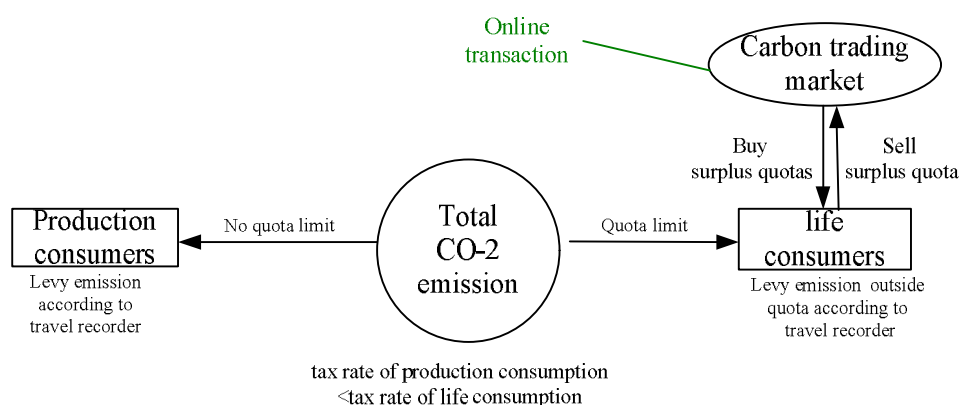 Online
transaction
Carbon trading
market
Buy
surplus quotas
Sell
surplus quota
Production
consumers
No quota limit
Total
CO-2
emission
Quota limit
life
consumers
Levy emission
according to
travel recorder
Levy emission outside
quota according to
travel recorder
tax rate of production consumption
<tax rate of life consumption